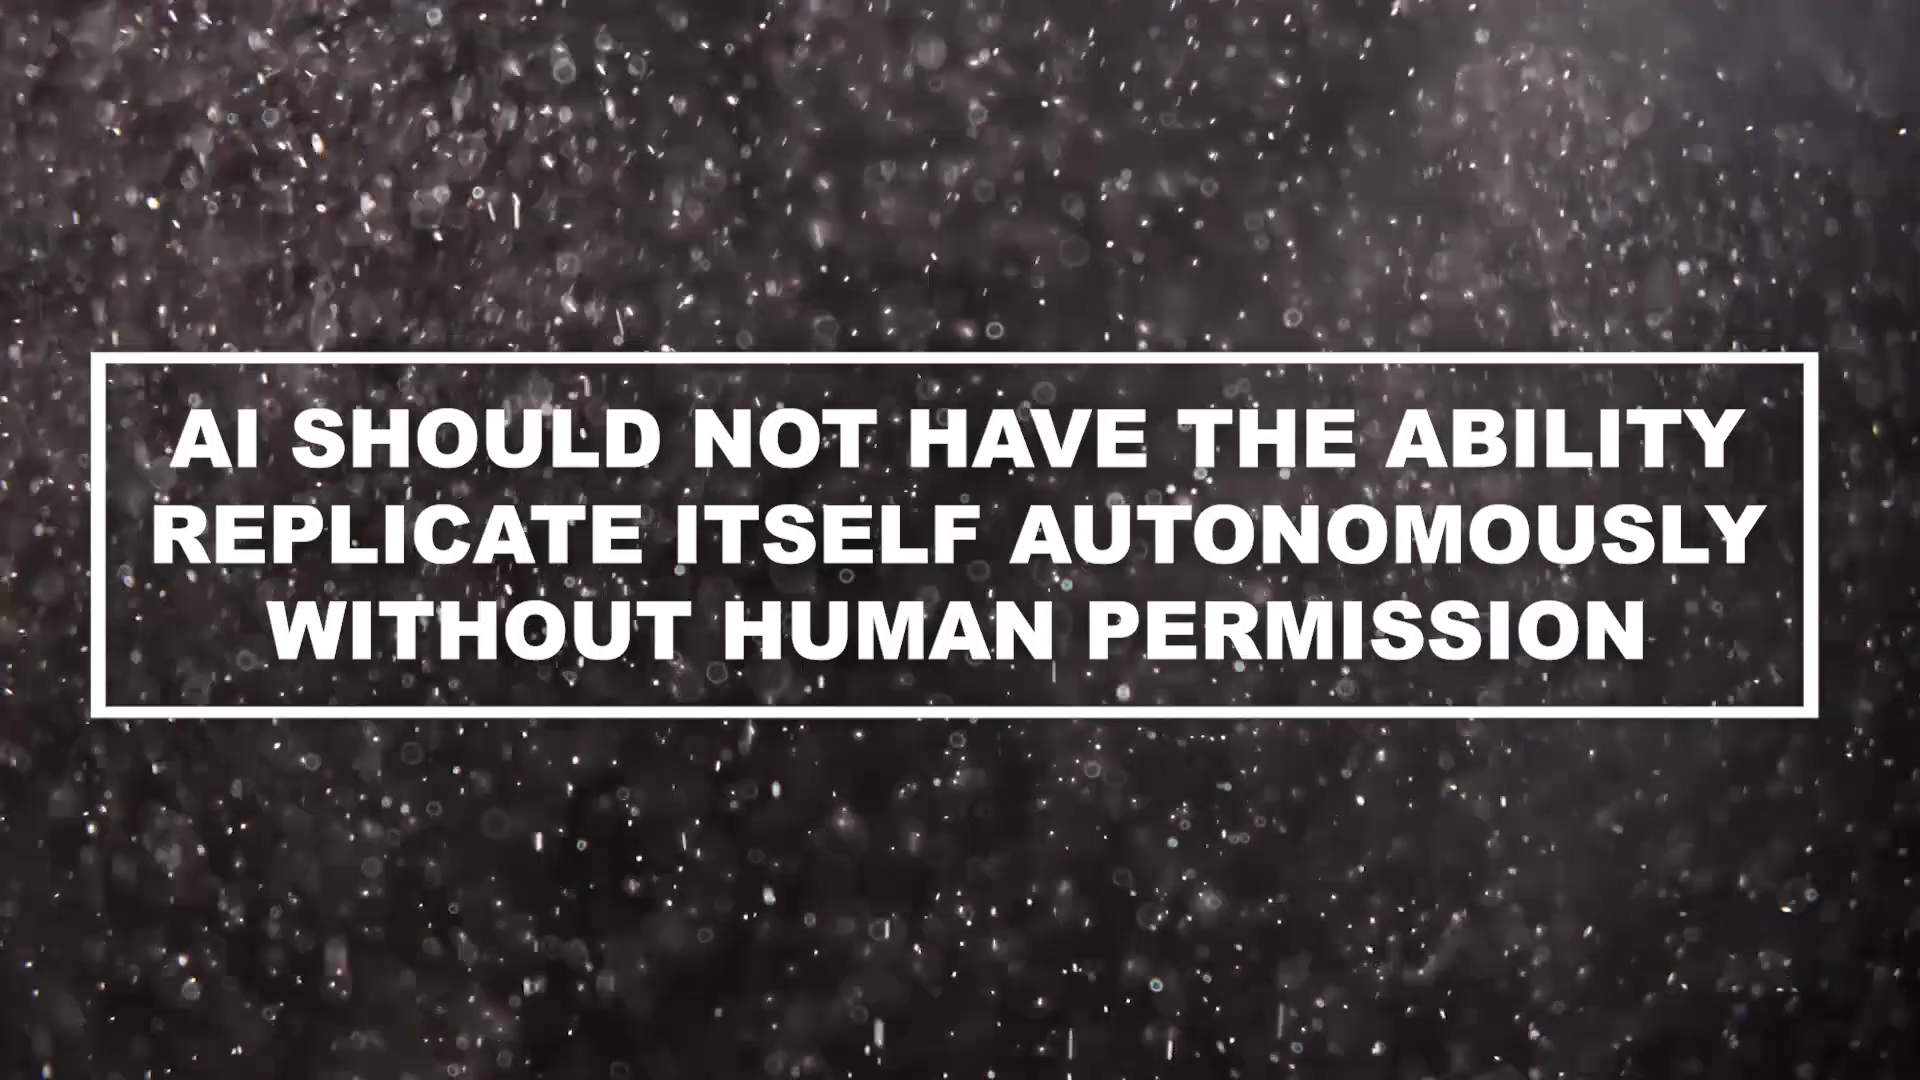 AI SHOULD NOT HAVE THE ABILITY
REPLICATE ITSELF AUTONOMOUSLY
WITHOUT HUMAN PERMISSION